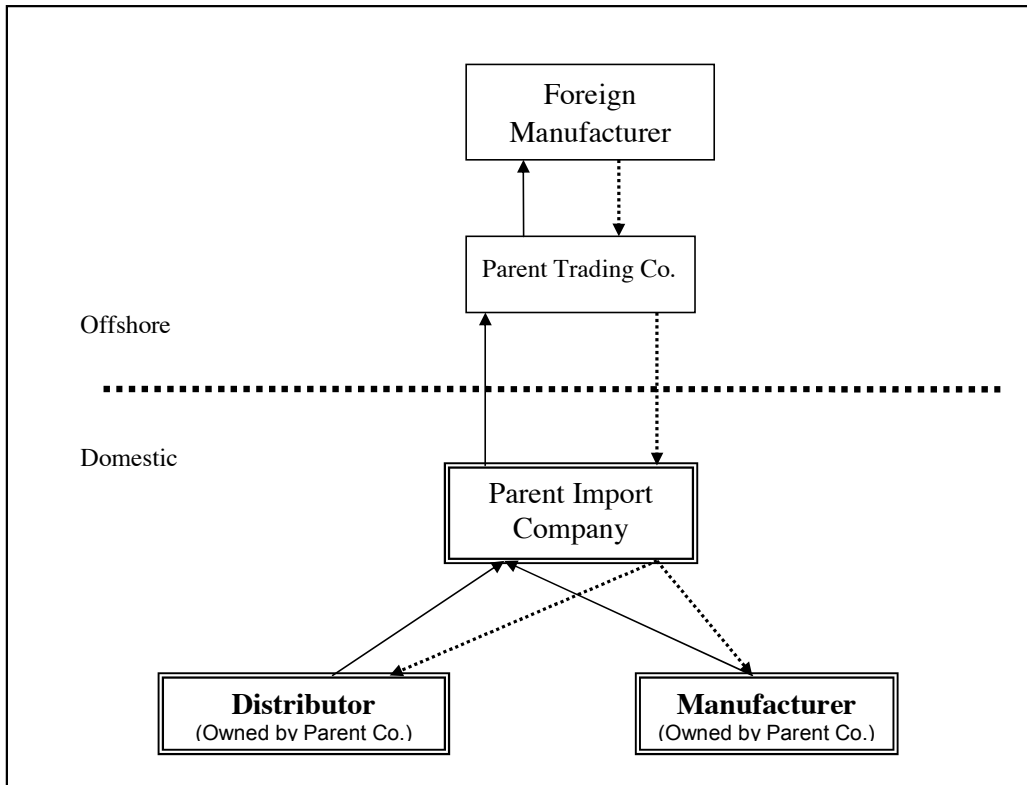 Foreign
Manufacturer
Parent Trading Co.
Offshore
Domestic
Parent Import
Company
Distributor
(Owned by Parent Co.)
Manufacturer
(Owned by Parent Co.)